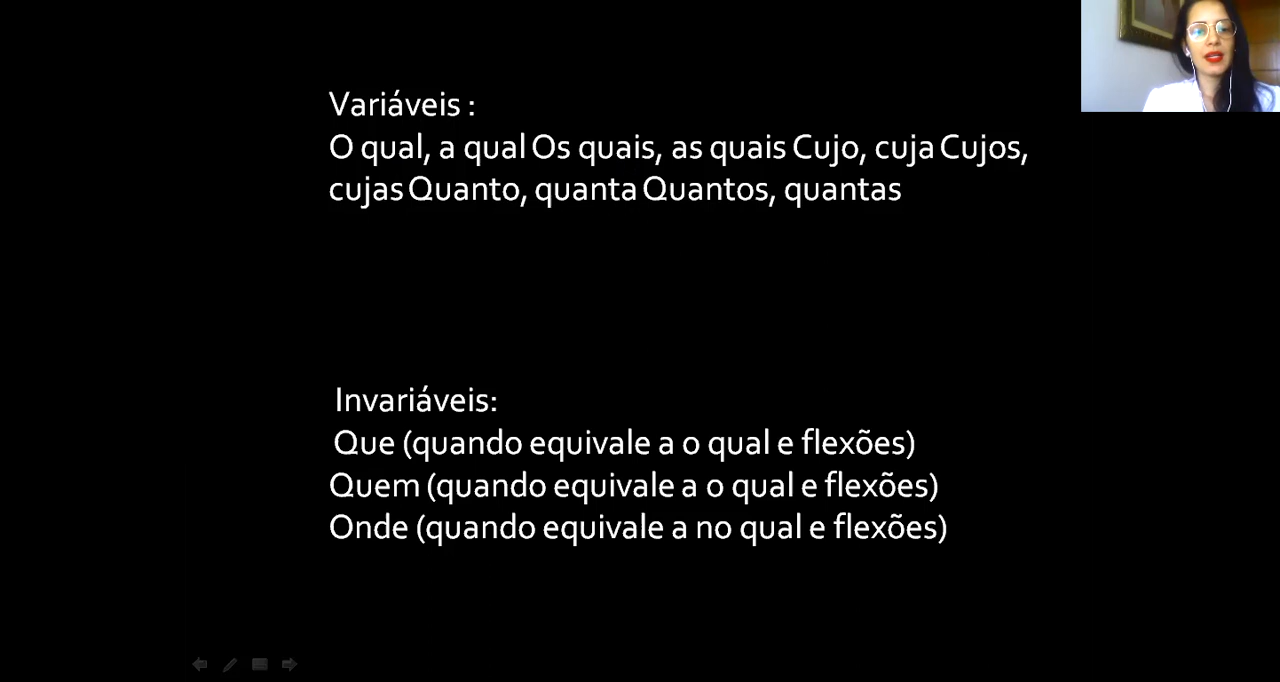 Variáveis :
O qual, a qual Os quais, as quais Cujo, cuja Cujos,
cujas Quanto, quanta Quantos, quantas
Invariáveis:
Que (quando equivale a o qual e flexões)
Quem (quando equivale a o qual e flexões)
Onde (quando equivale a no qual e flexões)